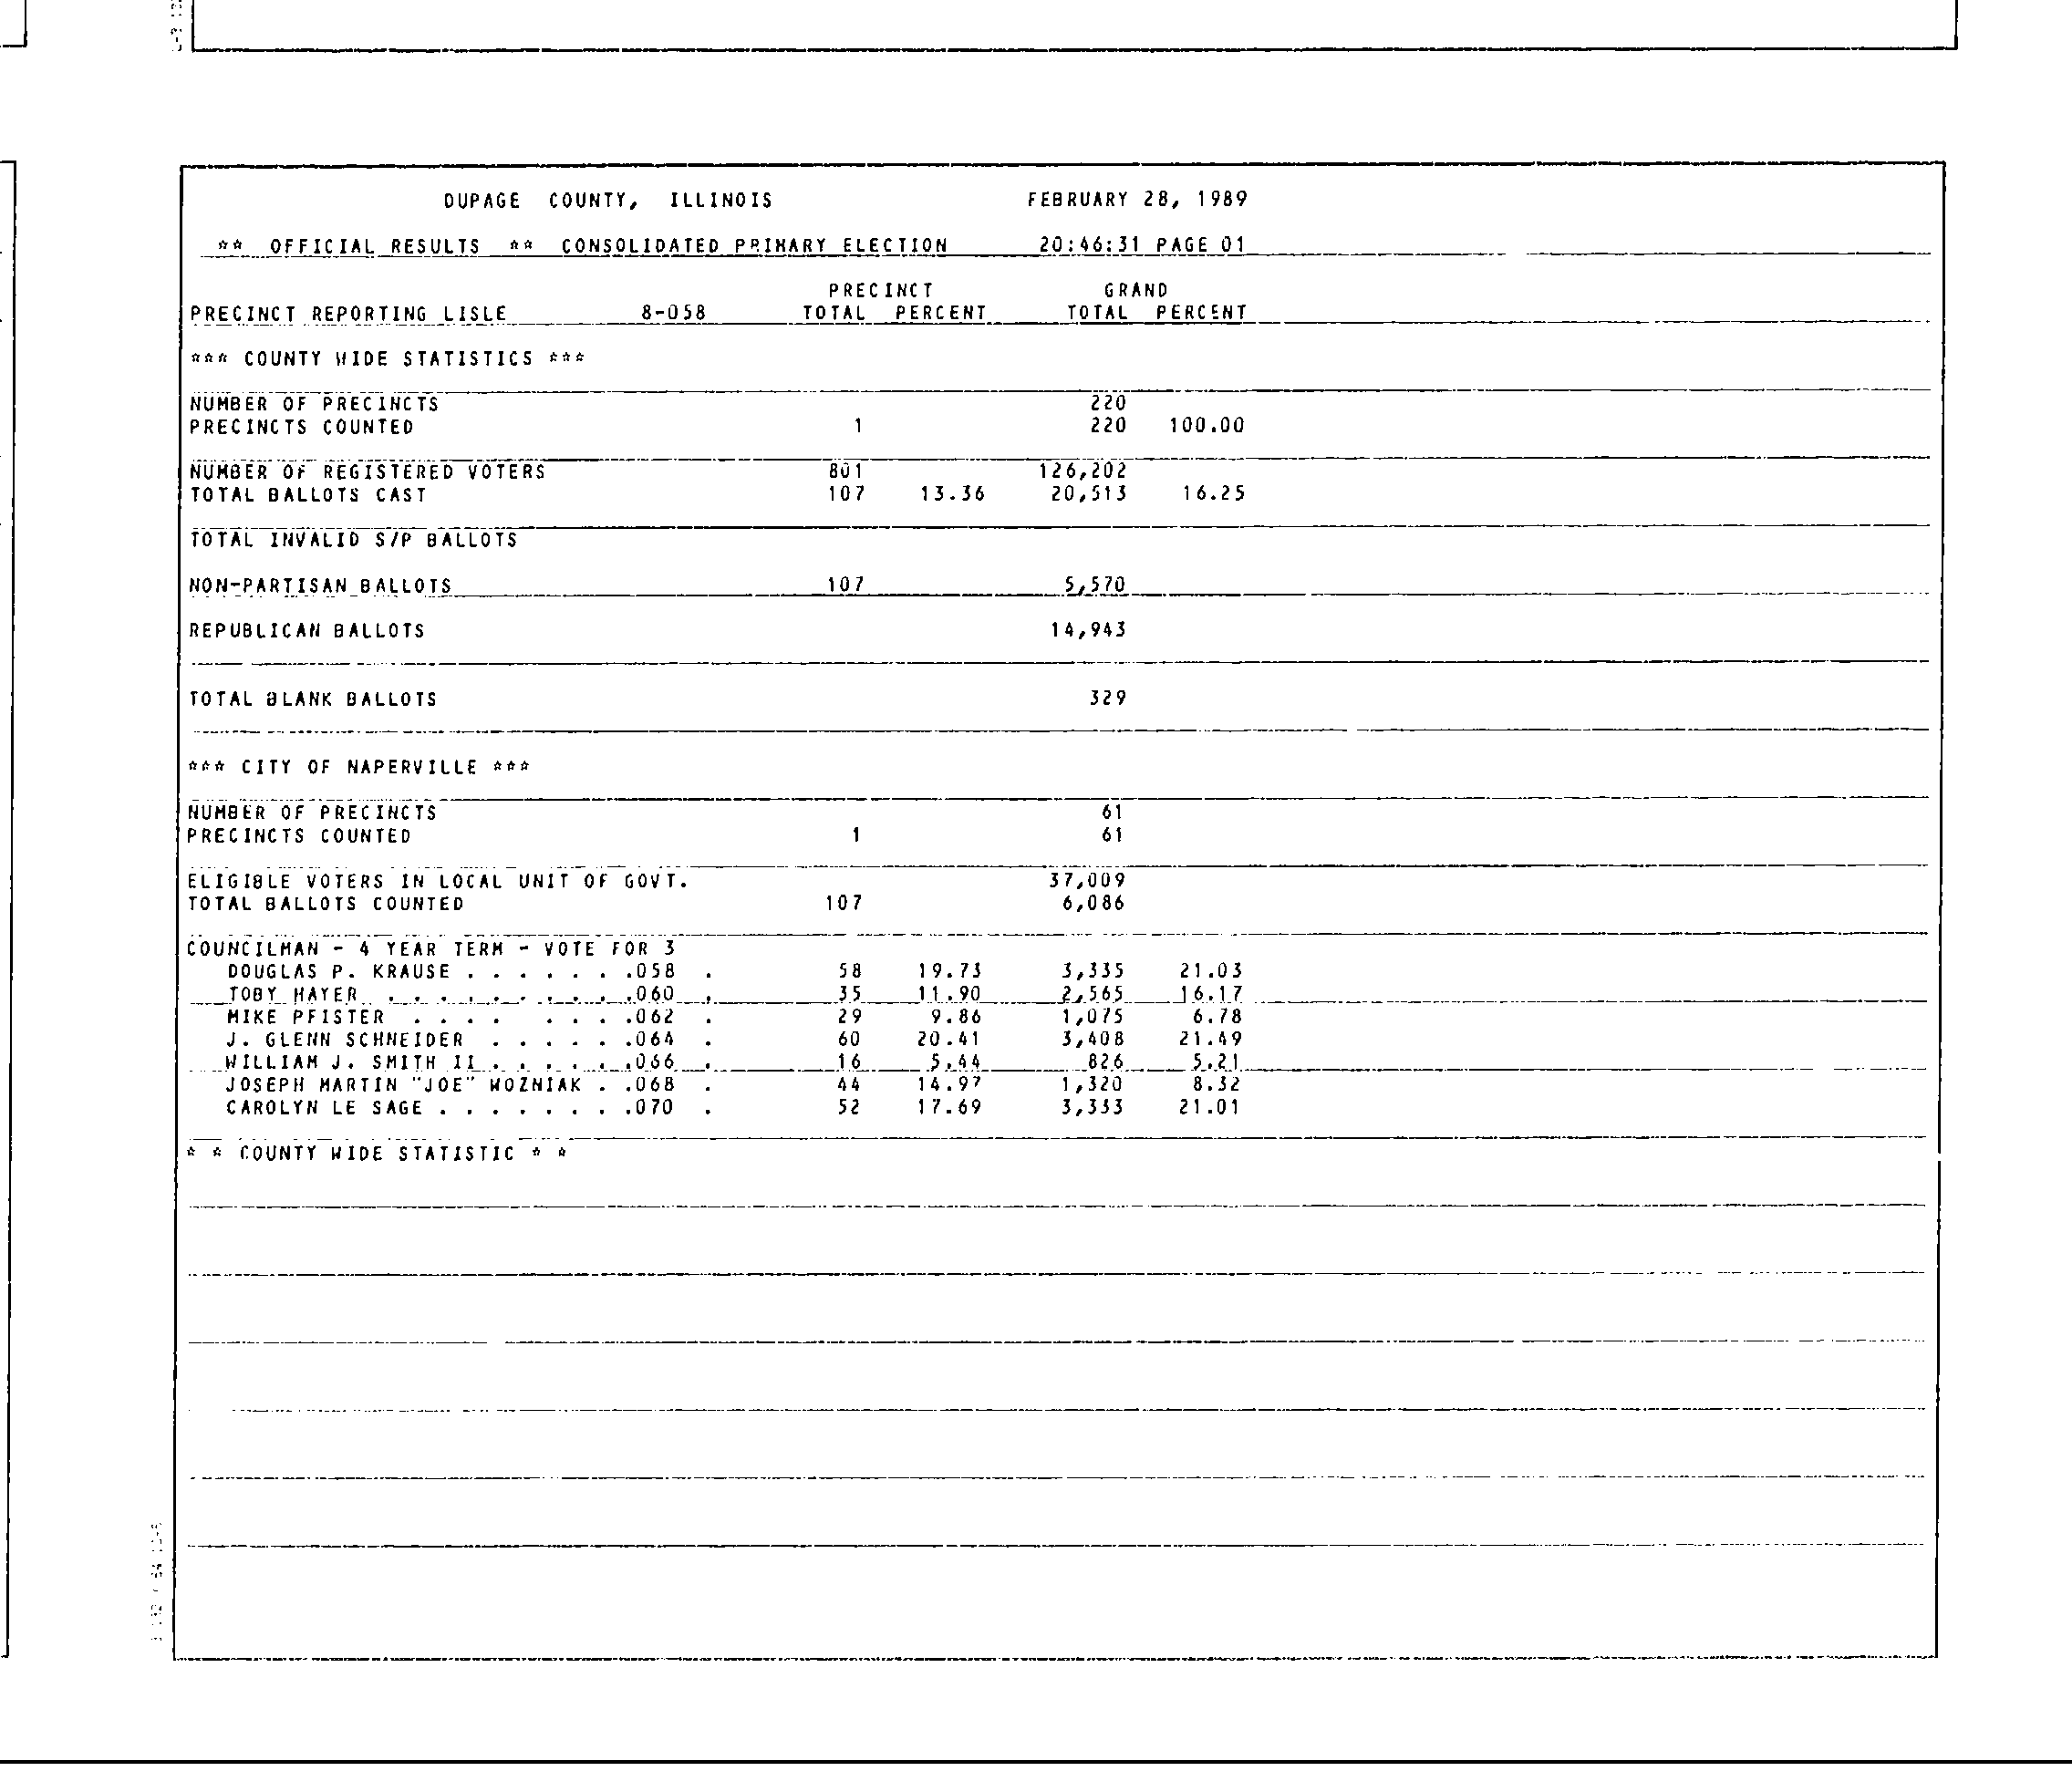 DUPAGE COUNTY, ILLINOIS FEBRUARY 28, 1989
** OFFICIAL RESULTS ** CONSOLIDATED PRIMARY ELECTION 20:46:31 PAGE 01
PRECINCT GRAND
PRECINCT REPORTING LISLE 8-058 TOTAL PERCENT TOTAL PERCENT
*** COUNTY WIDE STATISTICS ***
NUMBER OF PRECINCTS 220
PRECINCTS COUNTED 1 220 100.00
NUMBER OF REGISTERED VOTERS 801 126,202
TOTAL BALLOTS CAST 107 13.36 20,513 16.25
TOTAL INVALID S/P BALLOTS
NON-PARTISAN BALLOTS 107 5,570
REPUBLICAN BALLOTS 14,943
TOTAL BLANK BALLOTS 329
*** CITY OF NAPERVILLE ***
NUMBER OF PRECINCTS 61
PRECINCTS COUNTED 1 61
ELIGIBLE VOTERS IN LOCAL UNIT OF GOVT. 37,009
TOTAL BALLOTS COUNTED 107 6,086
COUNCILMAN - 4 YEAR TERM - VOTE FOR 3
DOUGLAS P. KRAUSE . . . . . . .058 . 58 19.73 3,335 21.03
TOBY HAYER . . . . . . . . . .060 . 35 11.90 2,565 16.17
MIKE PFISTER . . . . . . . .062 . 29 9.86 1,075 6.78
J. GLENN SCHNEIDER . . . . . .064 . 60 20.41 3,408 21.49
WILLIAM J. SMITH II . . . . . .066 . 16 5.44 826 5.21
JOSEPH MARTIN "JOE" WOZNIAK . .068 . 44 14.97 1,320 8.32
CAROLYN LE SAGE . . . . . . . .070 . 52 17.69 3,333 21.01
* * COUNTY WIDE STATISTIC * *